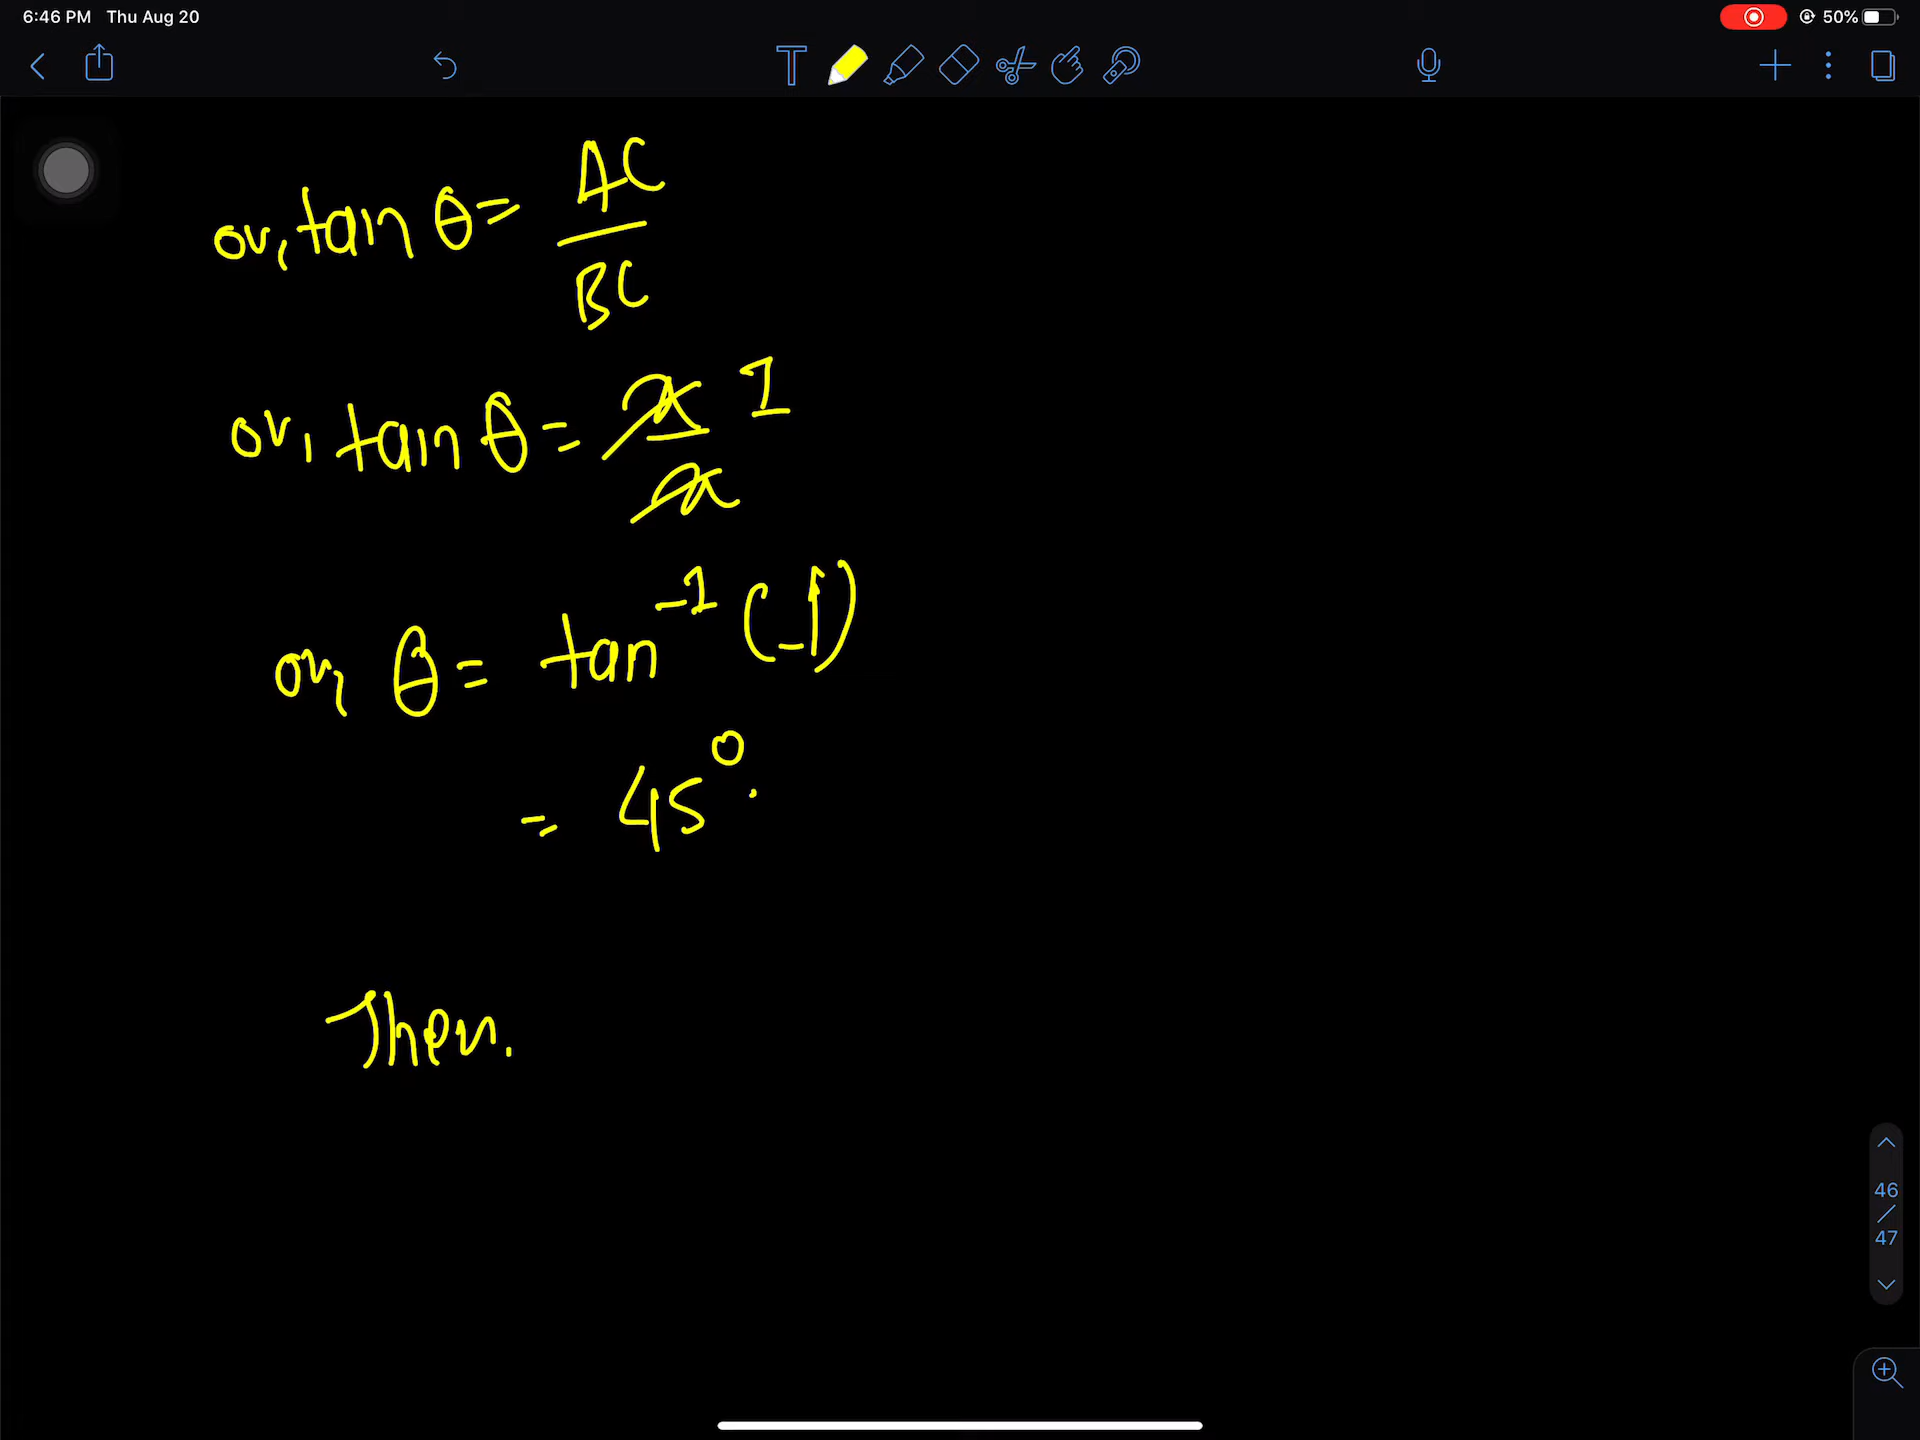 6:46 PM Thu Aug 20
50%
or, tan θ = AC/BC
or, tan θ = x/x 1
or, θ = tan⁻¹ (1)
= 45°.
Then.
46
/
47